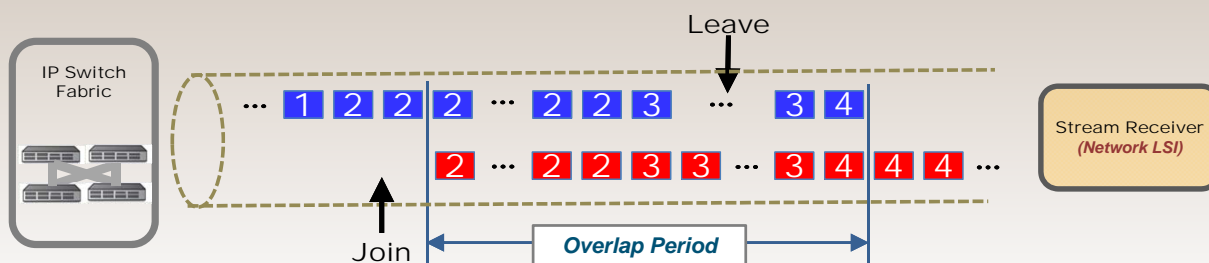 Leave
IP Switch
Fabric
... 1 2 2 2 ... 2 2 3 ... 3 4
Stream Receiver
(Network LSI)
2 ... 2 2 3 3 ... 3 4 4 4 ...
Join
Overlap Period